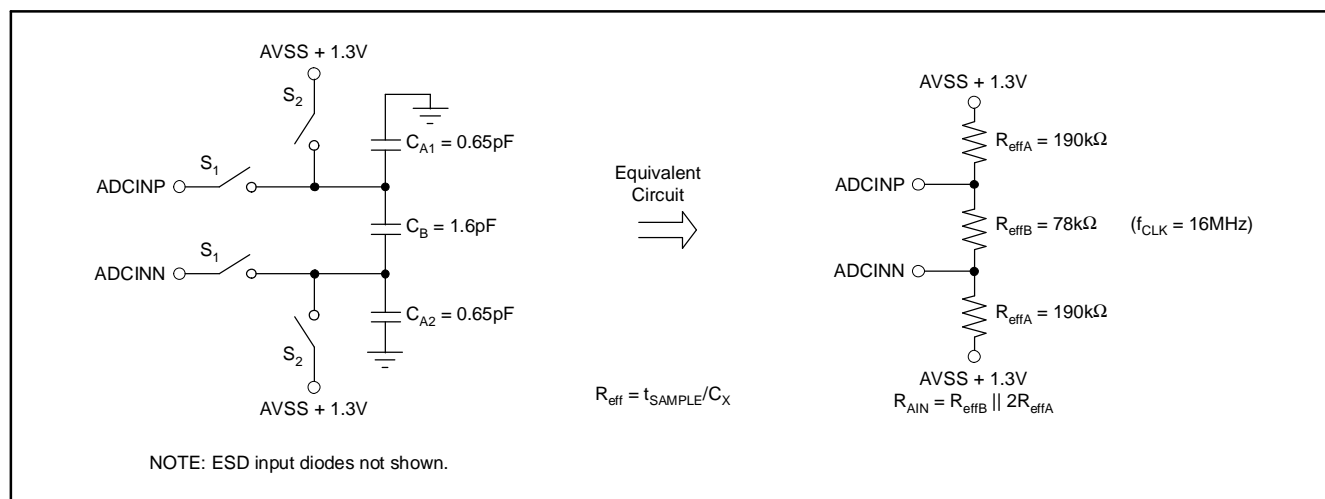 AVSS + 1.3V
S2
CA1 = 0.65pF
S1
ADCINP
CB = 1.6pF
S1
ADCINN
CA2 = 0.65pF
S2
AVSS + 1.3V
Equivalent
Circuit
Reff = tSAMPLE/CX
AVSS + 1.3V
ReffA = 190kΩ
ADCINP
ReffB = 78kΩ (fCLK = 16MHz)
ADCINN
ReffA = 190kΩ
AVSS + 1.3V
RAIN = ReffB || 2ReffA
NOTE: ESD input diodes not shown.